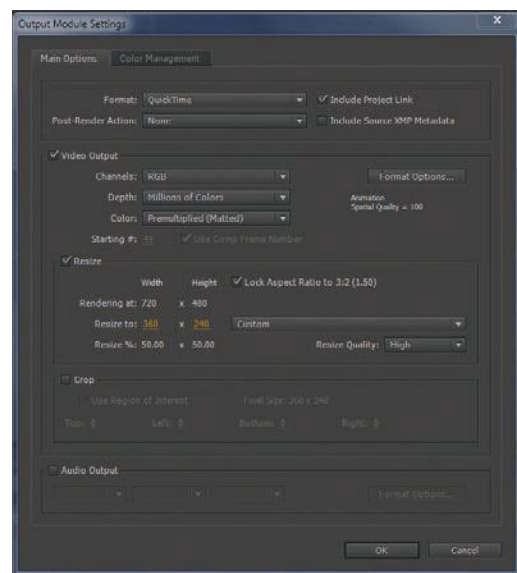 Output Module Settings
X
Main Options
Color Management
Format: QuickTime
Include Project Link
Post-Render Action: None
Include Source XMP Metadata
Video Output
Channels: RGB
Format Options...
Depth: Millions of Colors
Animation
Spatial Quality = 100
Color: Premultiplied (Matted)
Starting #: 49
Use Comp Frame Number
Resize
Width Height
Lock Aspect Ratio to 3:2 (1.50)
Rendering at: 720 x 480
Resize to: 360 x 240
Custom
Resize %: 50.00 x 50.00
Resize Quality: High
Crop
Use Region of Interest
Final Size: 360 x 240
Top: 0 Left: 0 Bottom: 0 Right: 0
Audio Output
Format Options...
OK Cancel